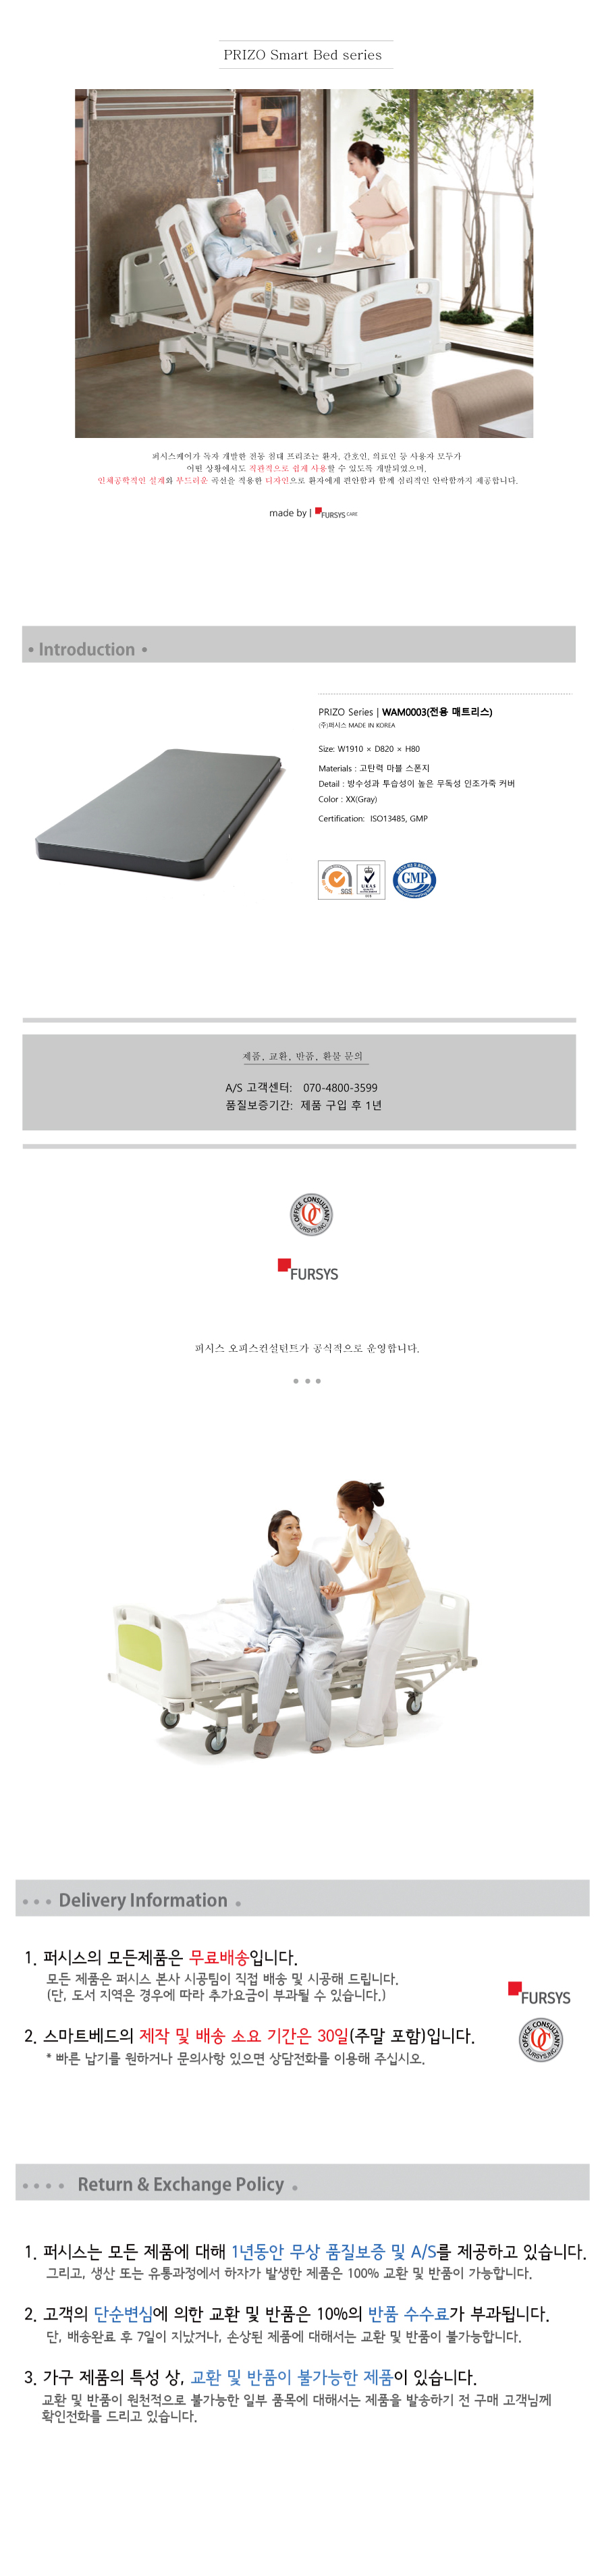 PRIZO Smart Bed series
퍼시스케어가 독자 개발한 전동 침대 프리조는 환자, 간호인, 의료인 등 사용자 모두가
어떤 상황에서도 직관적으로 쉽게 사용할 수 있도록 개발되었으며,
인체공학적인 설계와 부드러운 곡선을 적용한 디자인으로 환자에게 편안함과 함께 심리적인 안락함까지 제공합니다.
made by | FURSYS CARE
• Introduction •
PRIZO Series | WAM0003(전용 매트리스)
(주)퍼시스 MADE IN KOREA
Size: W1910 × D820 × H80
Materials : 고탄력 마블 스폰지
Detail : 방수성과 투습성이 높은 무독성 인조가죽 커버
Color : XX(Gray)
Certification: ISO13485, GMP
SGS
UKAS
GMP
제품, 교환, 반품, 환불 문의
A/S 고객센터: 070-4800-3599
품질보증기간: 제품 구입 후 1년
OFFICE CONSULTANT
OC
FURSYS,INC
FURSYS
퍼시스 오피스컨설턴트가 공식적으로 운영합니다.
• • •
• • • Delivery Information •
1. 퍼시스의 모든제품은 무료배송입니다.
모든 제품은 퍼시스 본사 시공팀이 직접 배송 및 시공해 드립니다.
(단, 도서 지역은 경우에 따라 추가요금이 부과될 수 있습니다.)
FURSYS
2. 스마트베드의 제작 및 배송 소요 기간은 30일(주말 포함)입니다.
* 빠른 납기를 원하거나 문의사항 있으면 상담전화를 이용해 주십시오.
OFFICE CONSULTANT
OC
FURSYS,INC
• • • • Return & Exchange Policy •
1. 퍼시스는 모든 제품에 대해 1년동안 무상 품질보증 및 A/S를 제공하고 있습니다.
그리고, 생산 또는 유통과정에서 하자가 발생한 제품은 100% 교환 및 반품이 가능합니다.
2. 고객의 단순변심에 의한 교환 및 반품은 10%의 반품 수수료가 부과됩니다.
단, 배송완료 후 7일이 지났거나, 손상된 제품에 대해서는 교환 및 반품이 불가능합니다.
3. 가구 제품의 특성 상, 교환 및 반품이 불가능한 제품이 있습니다.
교환 및 반품이 원천적으로 불가능한 일부 품목에 대해서는 제품을 발송하기 전 구매 고객님께
확인전화를 드리고 있습니다.